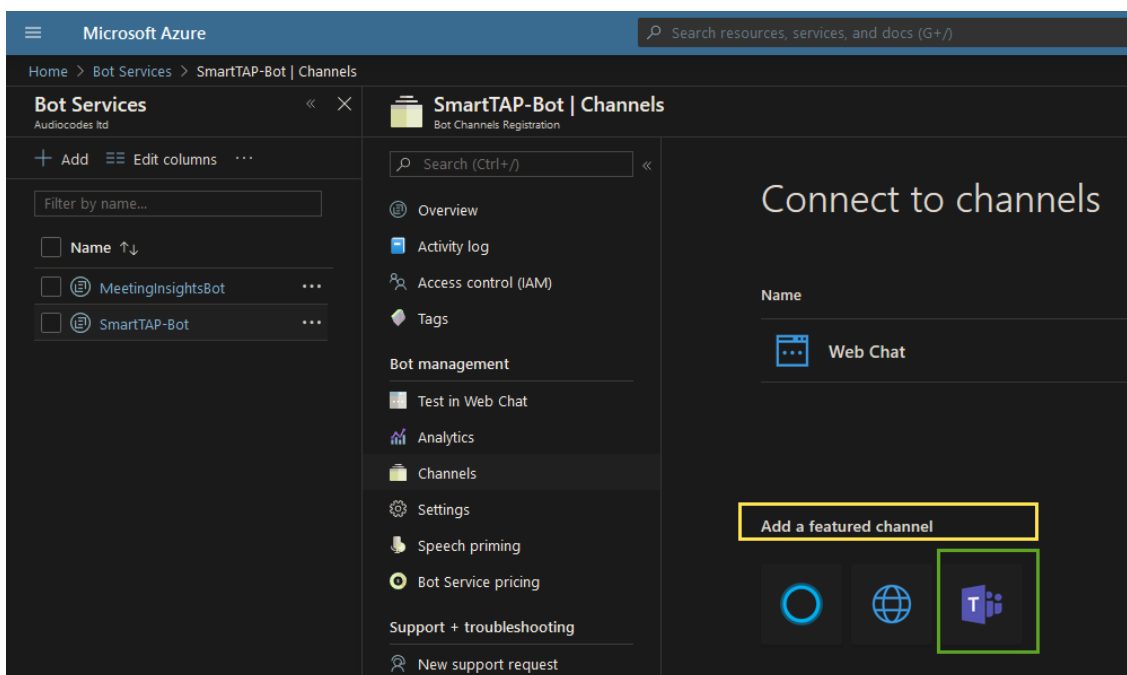 Microsoft Azure
Search resources, services, and docs (G+/)
Home > Bot Services > SmartTAP-Bot | Channels
Bot Services
Audiocodes ltd
Add
Edit columns
Filter by name...
Name
MeetingInsightsBot
SmartTAP-Bot
SmartTAP-Bot | Channels
Bot Channels Registration
Search (Ctrl+/)
Overview
Activity log
Access control (IAM)
Tags
Bot management
Test in Web Chat
Analytics
Channels
Settings
Speech priming
Bot Service pricing
Support + troubleshooting
New support request
Connect to channels
Name
Web Chat
Add a featured channel
T